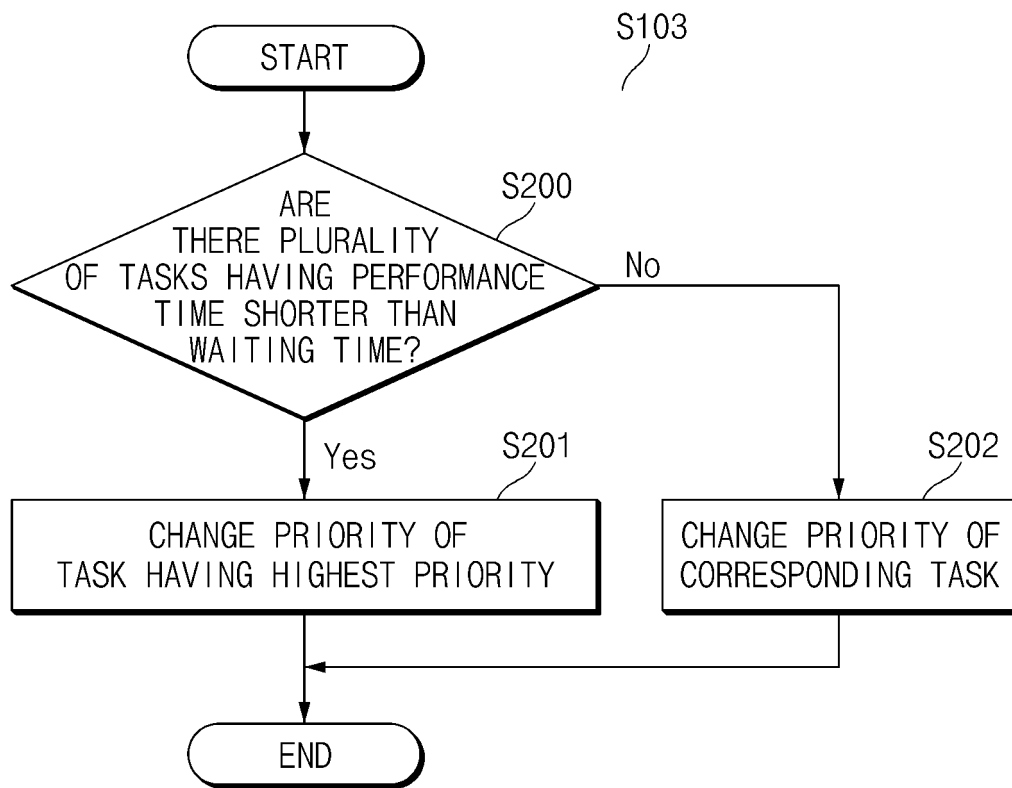 S103
START
S200
ARE
THERE PLURALITY
OF TASKS HAVING PERFORMANCE
TIME SHORTER THAN
WAITING TIME?
No
Yes
S201
CHANGE PRIORITY OF
TASK HAVING HIGHEST PRIORITY
S202
CHANGE PRIORITY OF
CORRESPONDING TASK
END